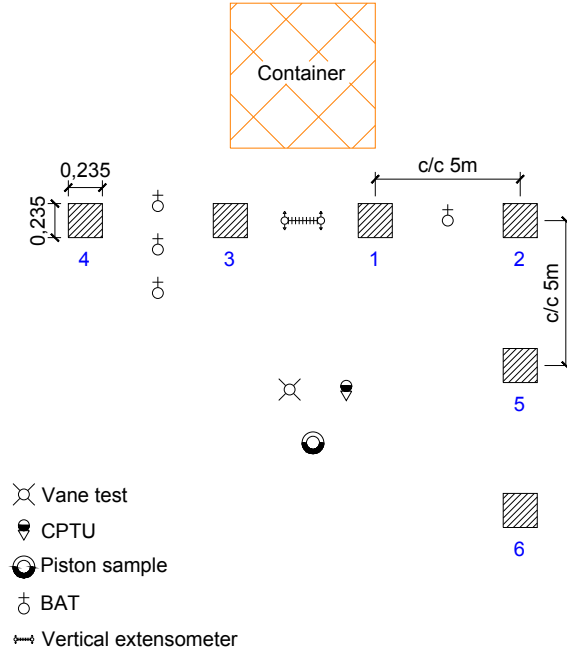 Container
0,235
c/c 5m
0,235
4
3
1
2
c/c 5m
5
Vane test
CPTU
6
Piston sample
BAT
Vertical extensometer